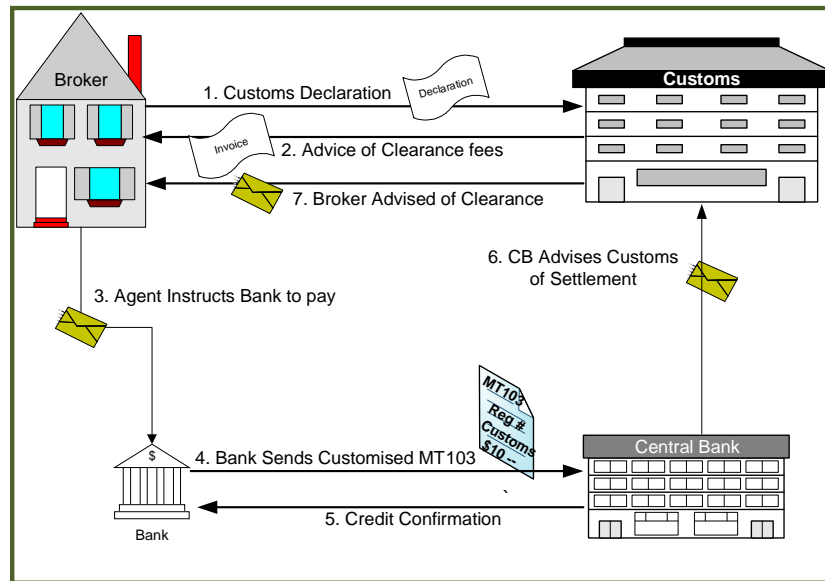 Broker
Customs
1. Customs Declaration
Declaration
Invoice
2. Advice of Clearance fees
7. Broker Advised of Clearance
6. CB Advises Customs
of Settlement
3. Agent Instructs Bank to pay
MT103
Reg #
Customs
$10 --
$
4. Bank Sends Customised MT103
Central Bank
`
5. Credit Confirmation
Bank